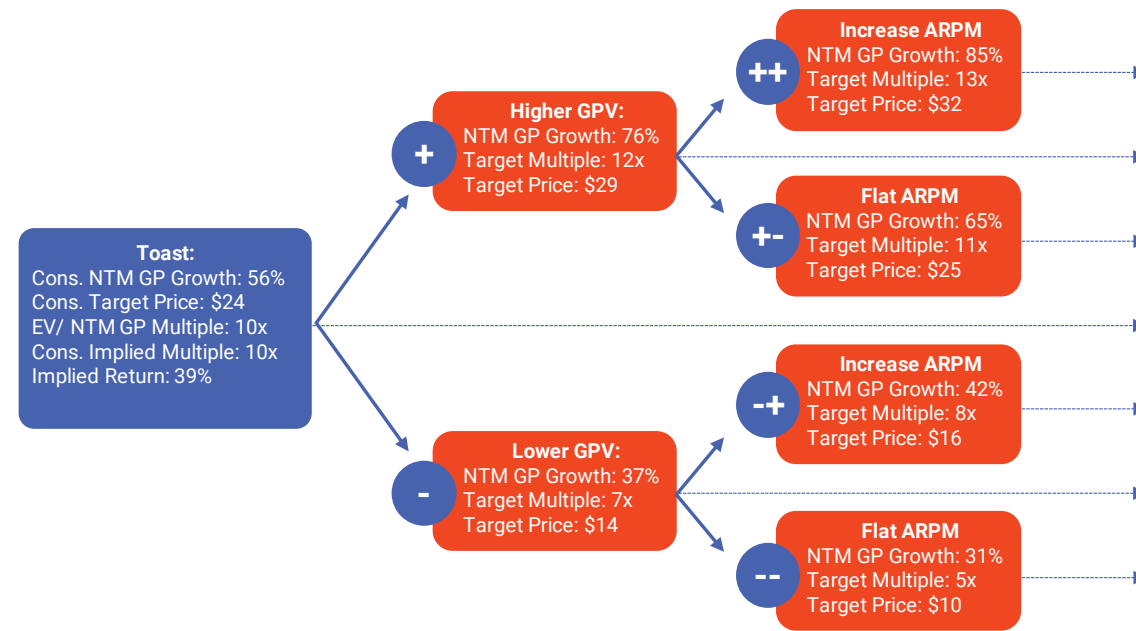 Toast:
Cons. NTM GP Growth: 56%
Cons. Target Price: $24
EV/ NTM GP Multiple: 10x
Cons. Implied Multiple: 10x
Implied Return: 39%
+
Higher GPV:
NTM GP Growth: 76%
Target Multiple: 12x
Target Price: $29
-
Lower GPV:
NTM GP Growth: 37%
Target Multiple: 7x
Target Price: $14
++
Increase ARPM
NTM GP Growth: 85%
Target Multiple: 13x
Target Price: $32
+-
Flat ARPM
NTM GP Growth: 65%
Target Multiple: 11x
Target Price: $25
-+
Increase ARPM
NTM GP Growth: 42%
Target Multiple: 8x
Target Price: $16
--
Flat ARPM
NTM GP Growth: 31%
Target Multiple: 5x
Target Price: $10